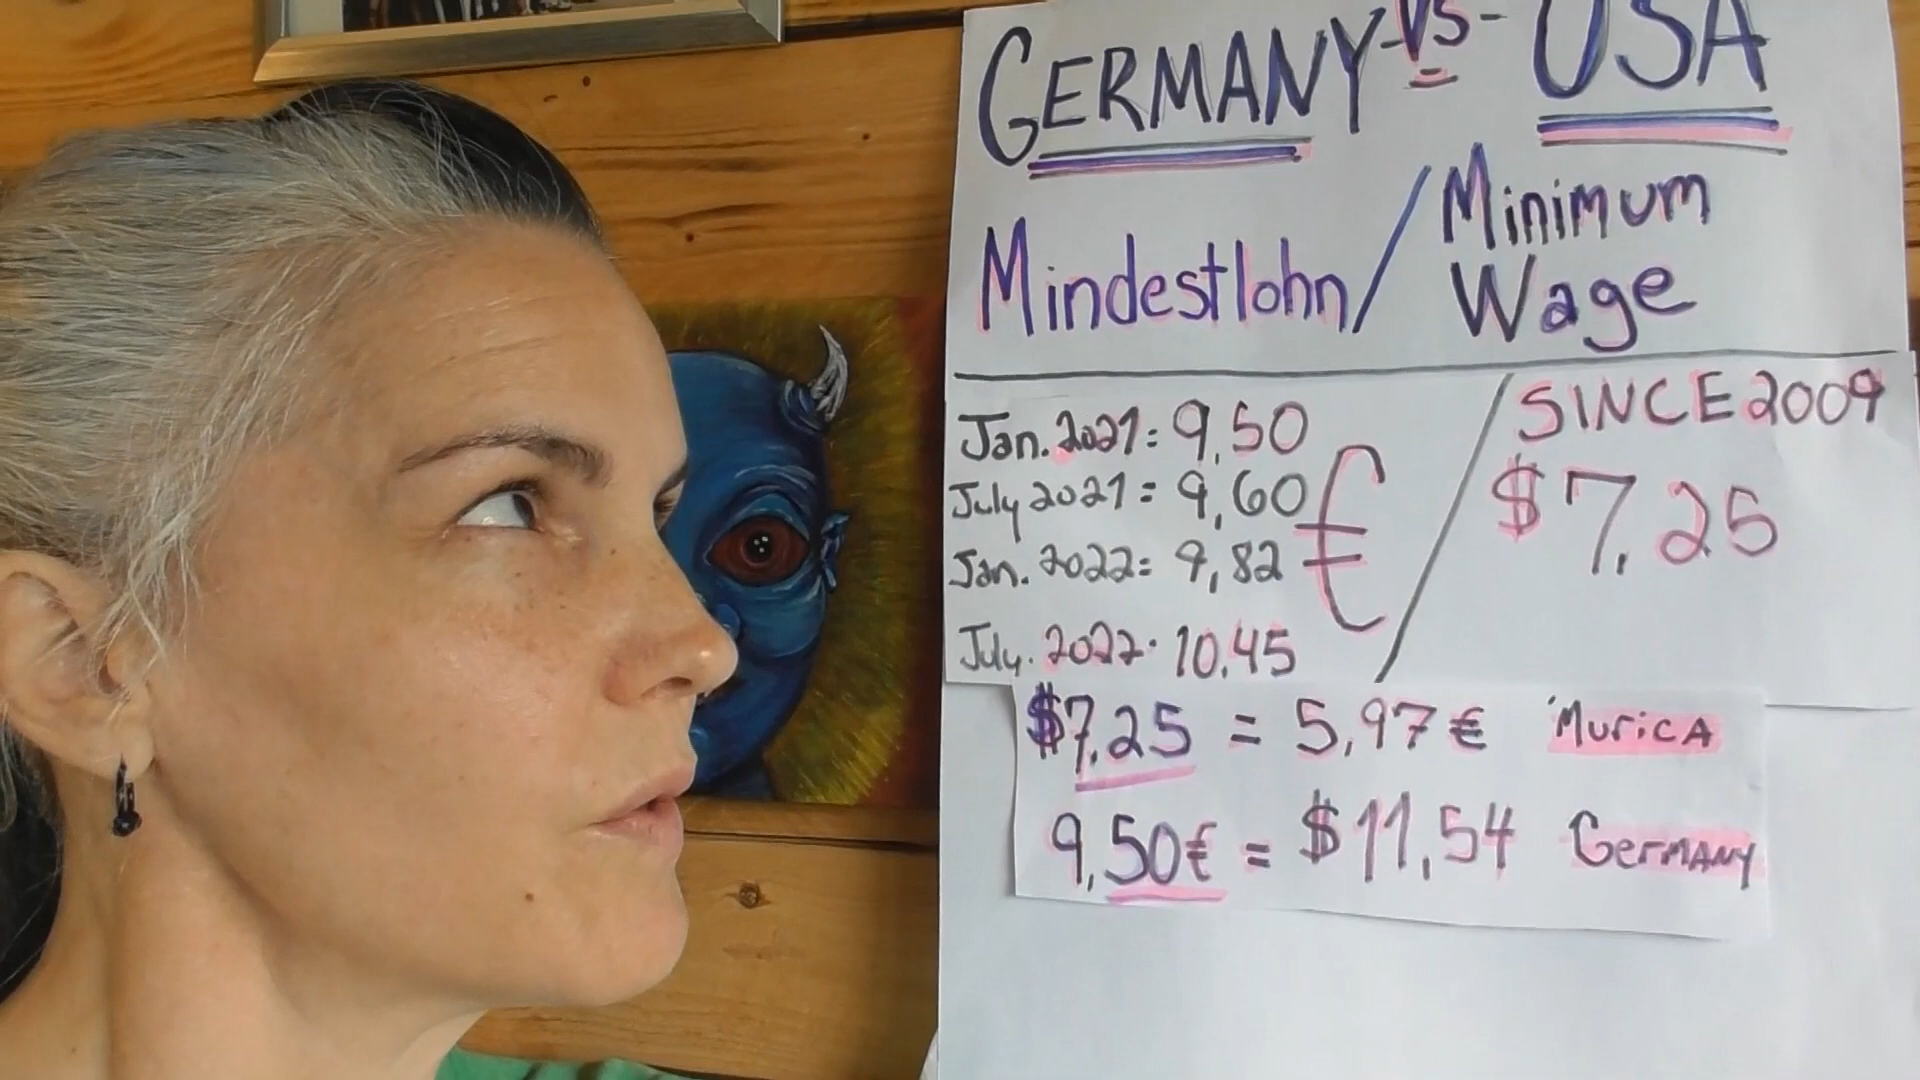 GERMANY -VS- USA
Mindestlohn/Minimum Wage
Jan. 2021: 9,50
July 2021: 9,60
Jan. 2022: 9,82
July. 2022. 10.45
€
/
SINCE 2009
$7,25
$7,25 = 5,97€ 'MURiCA
9,50€ = $11,54 GERMANY